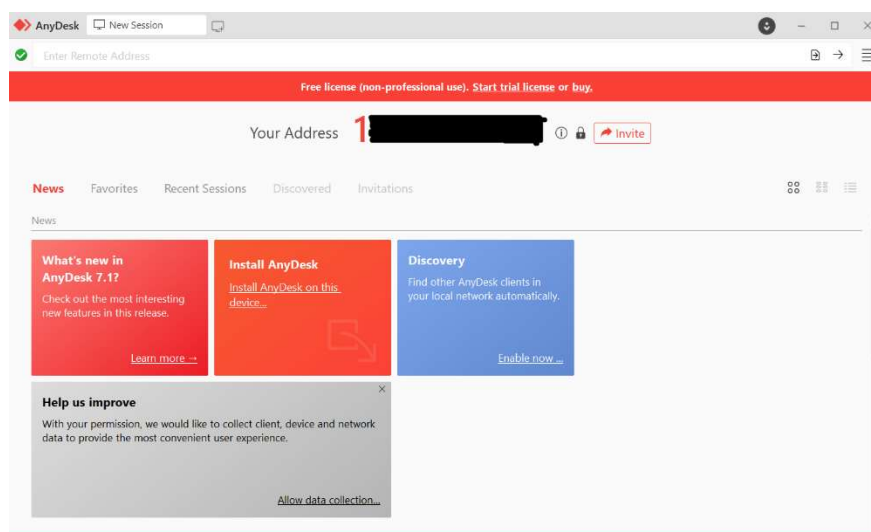 AnyDesk New Session
Enter Remote Address
Free license (non-professional use). Start trial license or buy.
Your Address 1 Invite
News Favorites Recent Sessions Discovered Invitations
News
What's new in
AnyDesk 7.1?
Check out the most interesting
new features in this release.
Learn more →
Install AnyDesk
Install AnyDesk on this
device...
Discovery
Find other AnyDesk clients in
your local network automatically.
Enable now ...
Help us improve
With your permission, we would like to collect client, device and network
data to provide the most convenient user experience.
Allow data collection...